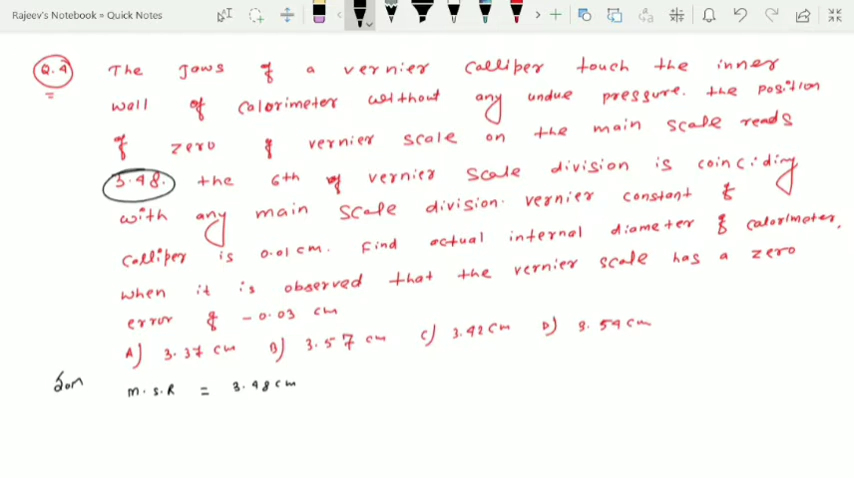 Rajeev's Notebook » Quick Notes
Q.4 The Jaws of a vernier Calliper touch the inner
wall of calorimeter without any undue pressure. the position
of zero of vernier scale on the main scale reads
3.48. the 6th of vernier scale division is coinciding
with any main scale division. vernier constant of
Calliper is 0.01 cm. Find actual internal diameter of calorimeter,
when it is observed that the vernier scale has a zero
error of -0.03 cm
A) 3.37 cm B) 3.57 cm C) 3.42 cm D) 3.54 cm
Sol M.S.R = 3.48 cm